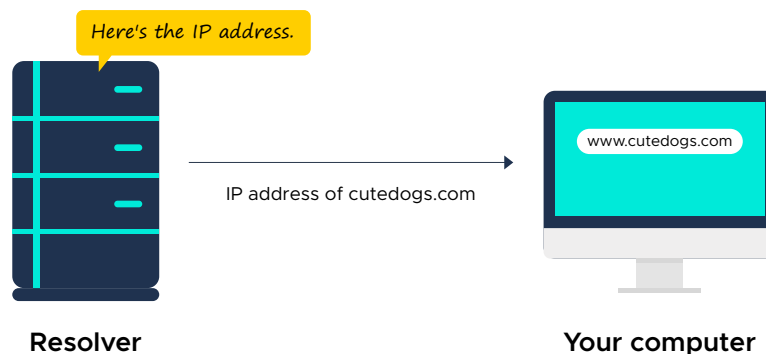 Here's the IP address.
www.cutedogs.com
IP address of cutedogs.com
Resolver
Your computer